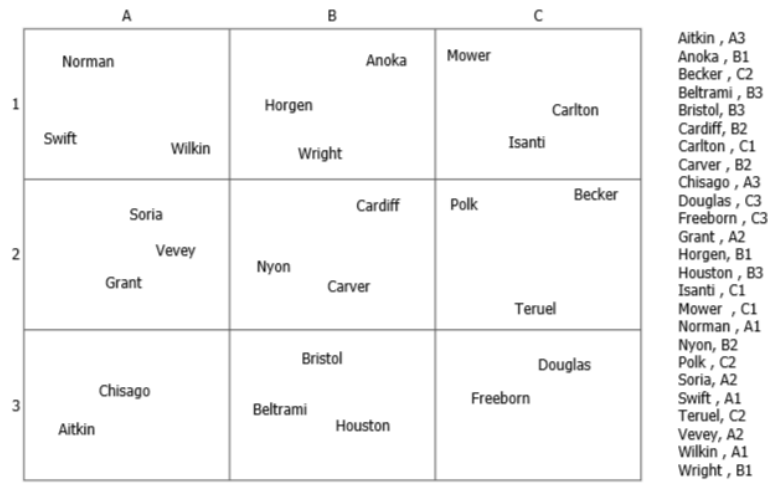 A B C
1
2
3
Norman
Swift
Wilkin
Anoka
Horgen
Wright
Mower
Carlton
Isanti
Soria
Vevey
Grant
Cardiff
Nyon
Carver
Polk
Becker
Teruel
Chisago
Aitkin
Bristol
Beltrami
Houston
Douglas
Freeborn
Aitkin , A3
Anoka , B1
Becker , C2
Beltrami , B3
Bristol, B3
Cardiff, B2
Carlton , C1
Carver , B2
Chisago , A3
Douglas , C3
Freeborn , C3
Grant , A2
Horgen, B1
Houston , B3
Isanti , C1
Mower  , C1
Norman , A1
Nyon, B2
Polk , C2
Soria, A2
Swift , A1
Teruel, C2
Vevey, A2
Wilkin , A1
Wright , B1